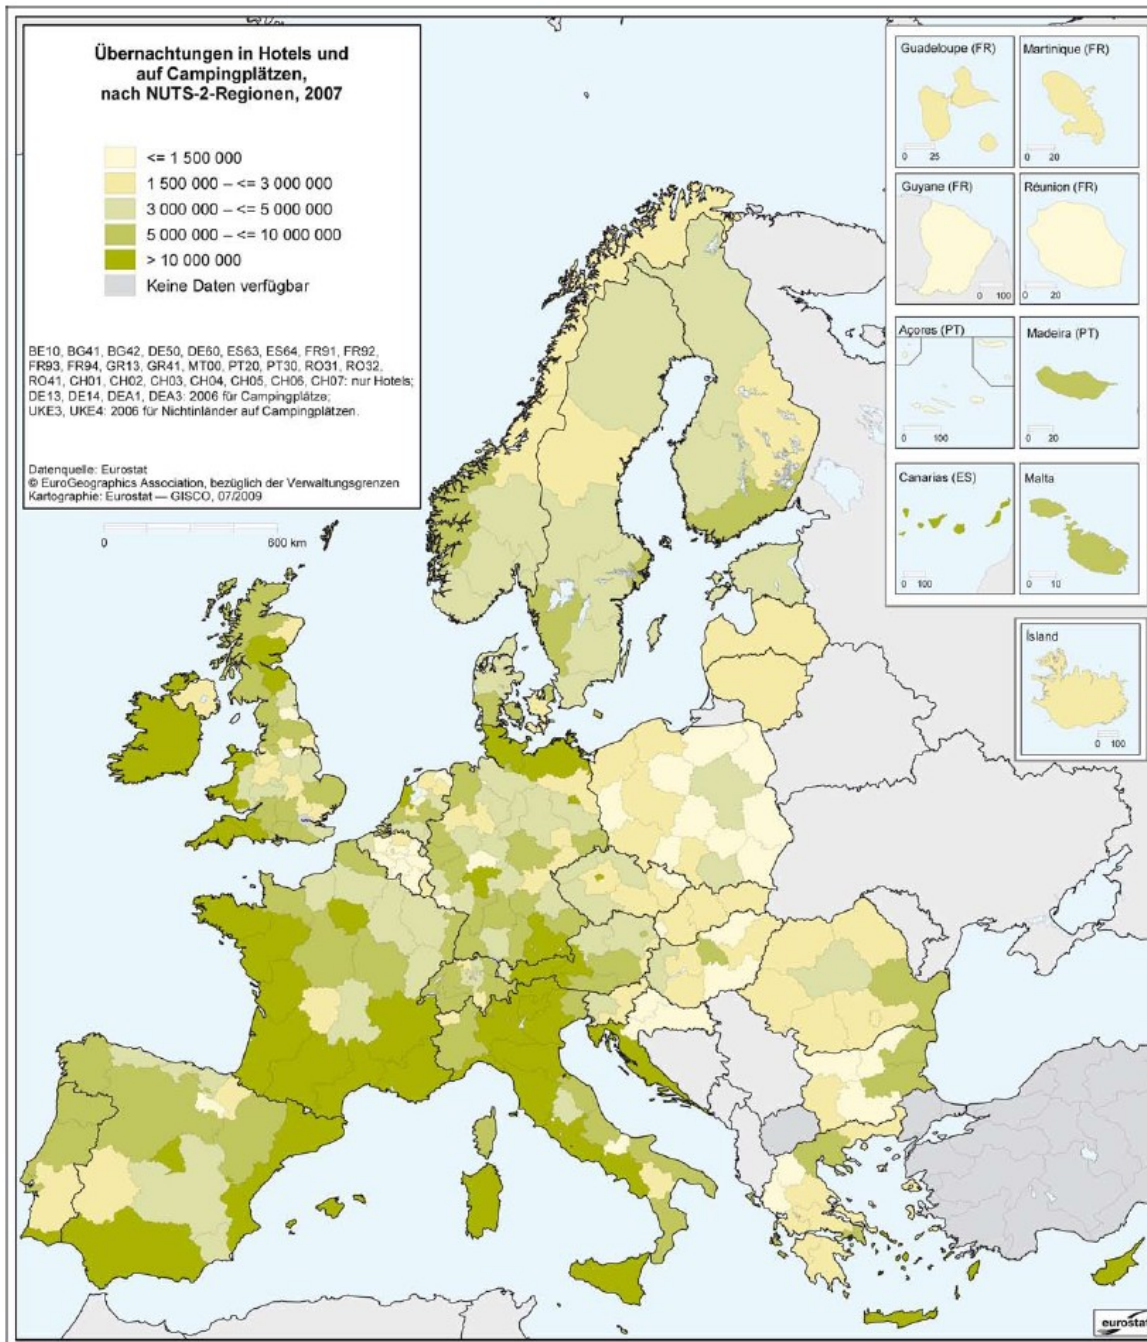 Übernachtungen in Hotels und
auf Campingplätzen,
nach NUTS-2-Regionen, 2007
<= 1 500 000
1 500 000 – <= 3 000 000
3 000 000 – <= 5 000 000
5 000 000 – <= 10 000 000
> 10 000 000
Keine Daten verfügbar
BE10, BG41, BG42, DE50, DE60, ES63, ES64, FR91, FR92,
FR93, FR94, GR13, GR41, MT00, PT20, PT30, RO31, RO32,
RO41, CH01, CH02, CH03, CH04, CH05, CH06, CH07: nur Hotels;
DE13, DE14, DEA1, DEA3: 2006 für Campingplätze;
UKE3, UKE4: 2006 für Nichtinländer auf Campingplätzen.
Datenquelle: Eurostat
© EuroGeographics Association, bezüglich der Verwaltungsgrenzen
Kartographie: Eurostat — GISCO, 07/2009
0 600 km
Guadeloupe (FR)
0 25
Martinique (FR)
0 20
Guyane (FR)
0 100
Réunion (FR)
0 20
Açores (PT)
0 100
Madeira (PT)
0 20
Canarias (ES)
0 100
Malta
0 10
Ísland
0 100
eurostat